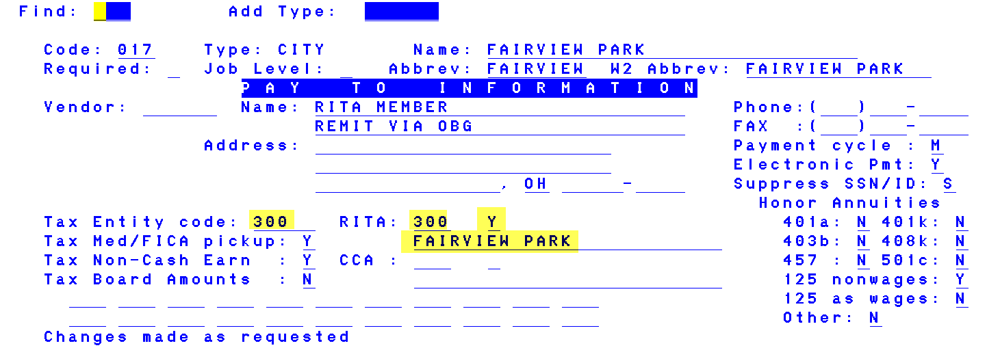 Find: Add Type:
Code: 017 Type: CITY Name: FAIRVIEW PARK
Required: _ Job Level: _ Abbrev: FAIRVIEW W2 Abbrev: FAIRVIEW PARK
PAY TO INFORMATION
Vendor: Name: RITA MEMBER Phone:( ) -
REMIT VIA OBG FAX :( ) -
Address: Payment cycle : M
Electronic Pmt: Y
, OH - Suppress SSN/ID: S
Honor Annuities
Tax Entity code: 300 RITA: 300 Y 401a: N 401k: N
Tax Med/FICA pickup: Y FAIRVIEW PARK 403b: N 408k: N
Tax Non-Cash Earn : Y CCA : 457 : N 501c: N
Tax Board Amounts : N 125 nonwages: Y
125 as wages: N
Other: N
Changes made as requested